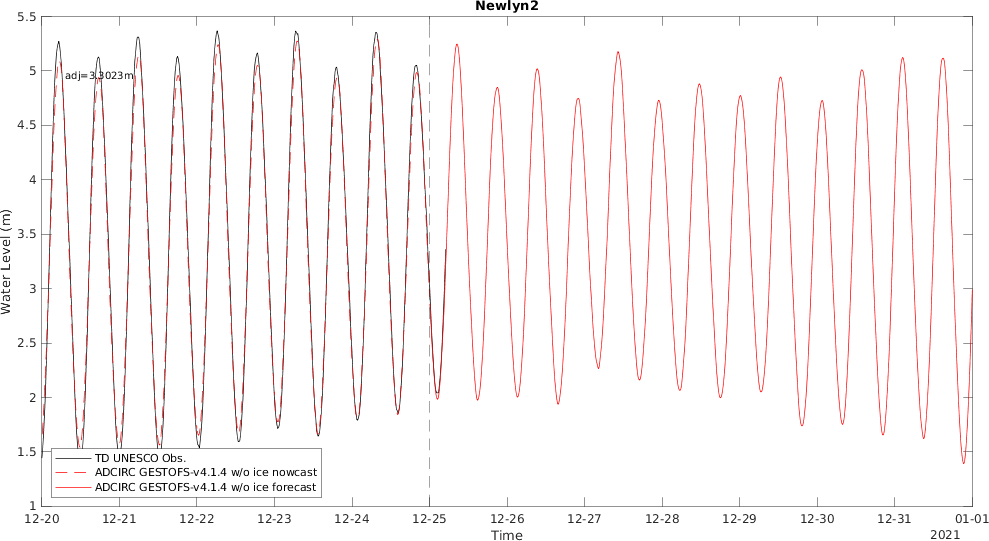 Newlyn2
5.5
5
4.5
4
3.5
3
2.5
2
1.5
1
Water Level (m)
adj=3.3023m
TD UNESCO Obs.
ADCIRC GESTOFS-v4.1.4 w/o ice nowcast
ADCIRC GESTOFS-v4.1.4 w/o ice forecast
12-20 12-21 12-22 12-23 12-24 12-25 12-26 12-27 12-28 12-29 12-30 12-31 01-01
Time
2021